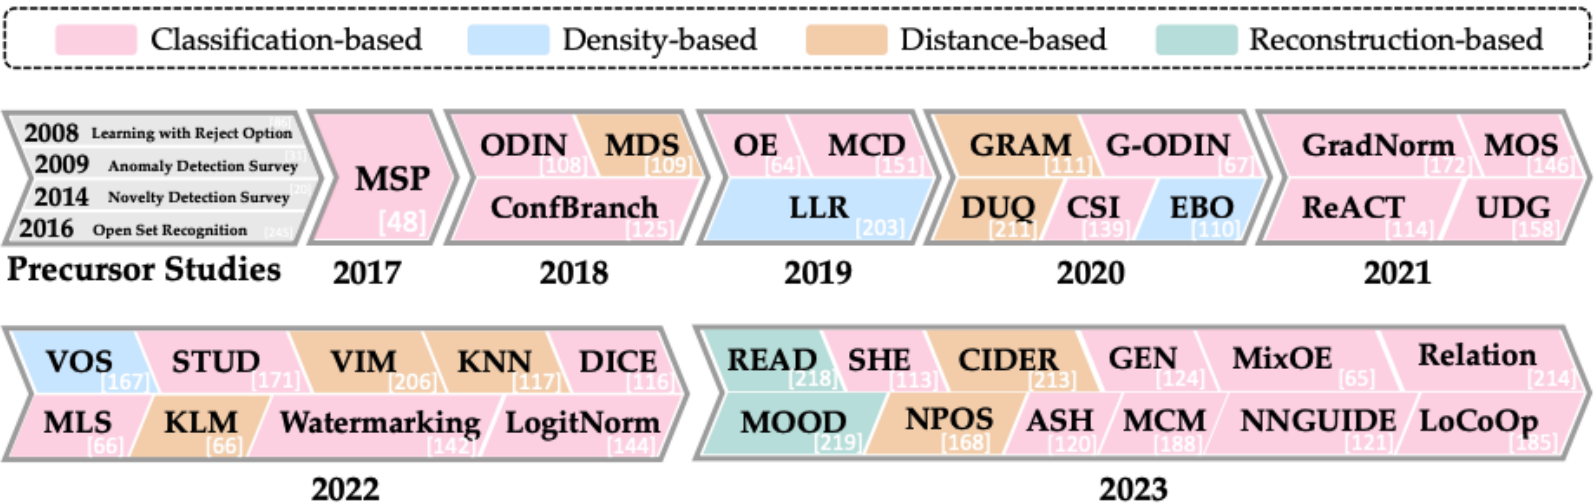 Classification-based Density-based Distance-based Reconstruction-based
2008 Learning with Reject Option
2009 Anomaly Detection Survey [31]
2014 Novelty Detection Survey [20]
2016 Open Set Recognition [245]
Precursor Studies
MSP [48]
2017
ODIN [108] MDS [109]
ConfBranch [125]
2018
OE [64] MCD [151]
LLR [203]
2019
GRAM [111] G-ODIN [67]
DUQ [211] CSI [139] EBO [110]
2020
GradNorm [172] MOS [146]
ReACT [114] UDG [158]
2021
VOS [167] STUD [171] VIM [206] KNN [117] DICE [116]
MLS [66] KLM [66] Watermarking [142] LogitNorm [144]
2022
READ [218] SHE [113] CIDER [213] GEN [124] MixOE [65] Relation [214]
MOOD [219] NPOS [168] ASH [120] MCM [188] NNGUIDE [121] LoCoOp [185]
2023